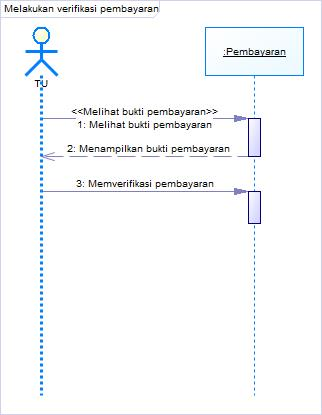 Melakukan verifikasi pembayaran
:Pembayaran
TU
<<Melihat bukti pembayaran>>
1: Melihat bukti pembayaran
2: Menampilkan bukti pembayaran
3: Memverifikasi pembayaran